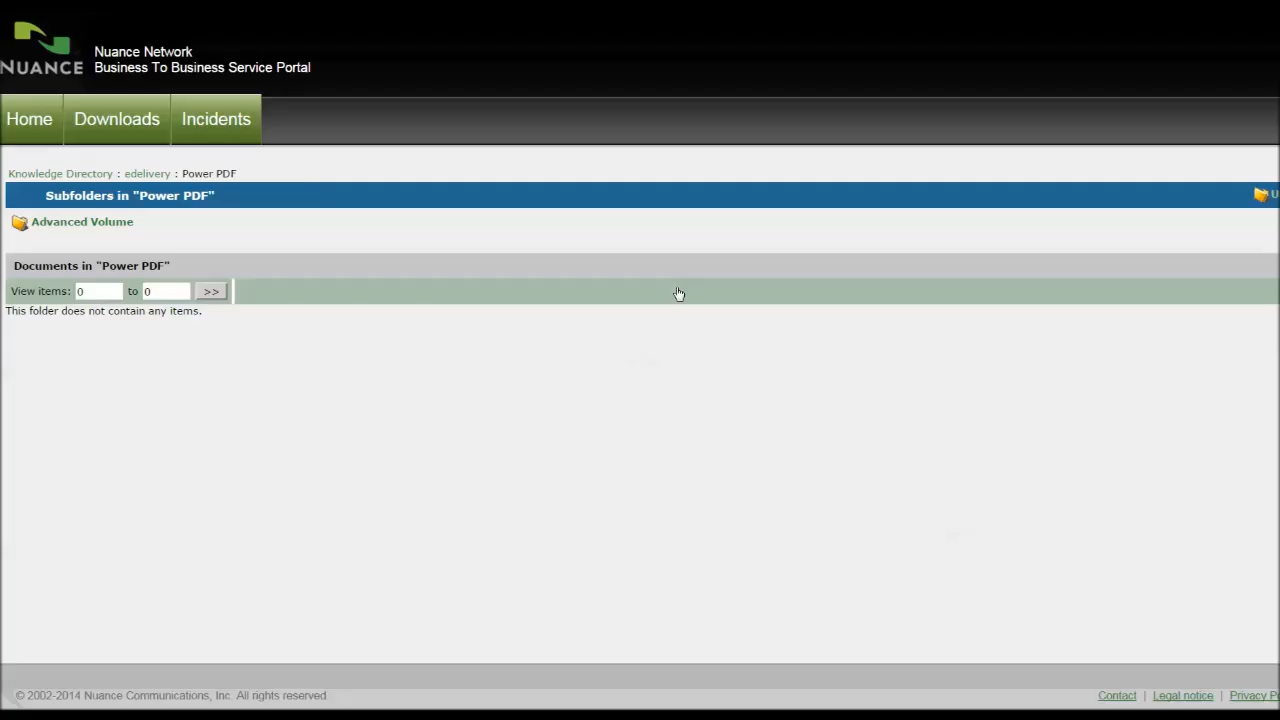 NUANCE
Nuance Network
Business To Business Service Portal
Home
Downloads
Incidents
Knowledge Directory : edelivery : Power PDF
Subfolders in "Power PDF"
Advanced Volume
Documents in "Power PDF"
View items: 0 to 0 >>
This folder does not contain any items.
© 2002-2014 Nuance Communications, Inc. All rights reserved
Contact | Legal notice | Privacy